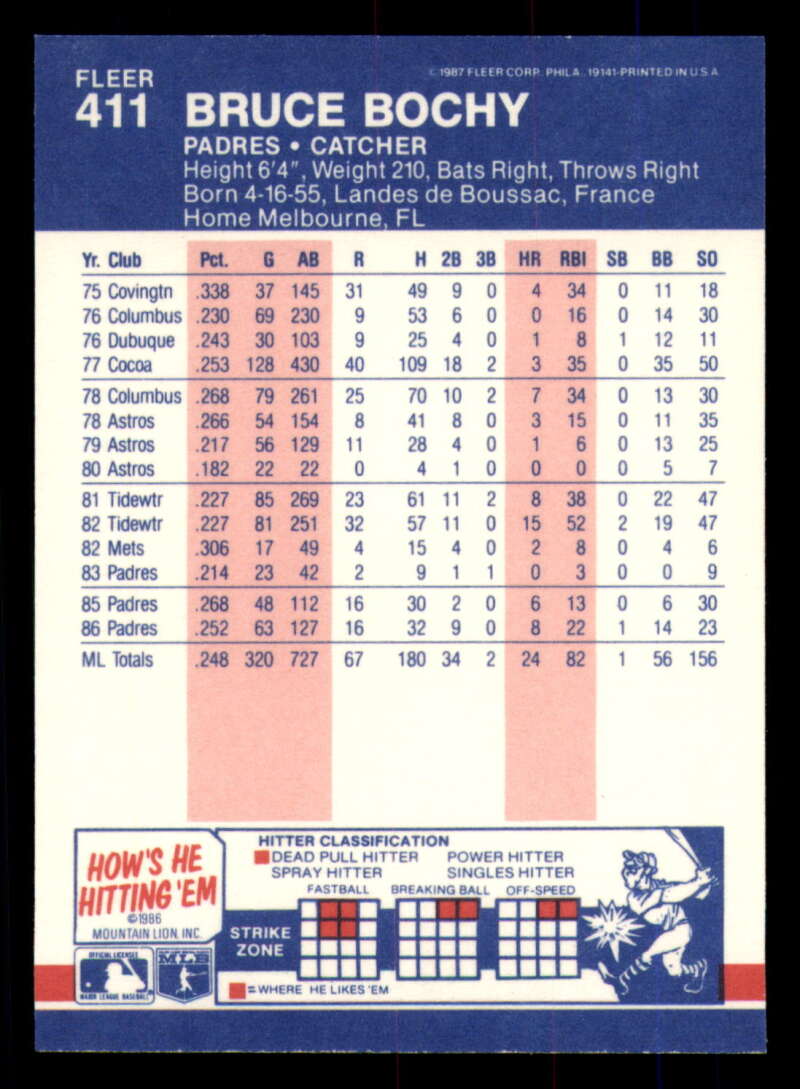 FLEER
411
© 1987 FLEER CORP. PHILA. 19141-PRINTED IN U.S.A.
BRUCE BOCHY
PADRES • CATCHER
Height 6'4", Weight 210, Bats Right, Throws Right
Born 4-16-55, Landes de Boussac, France
Home Melbourne, FL
Yr. Club Pct. G AB R H 2B 3B HR RBI SB BB SO
75 Covingtn .338 37 145 31 49 9 0 4 34 0 11 18
76 Columbus .230 69 230 9 53 6 0 0 16 0 14 30
76 Dubuque .243 30 103 9 25 4 0 1 8 1 12 11
77 Cocoa .253 128 430 40 109 18 2 3 35 0 35 50
78 Columbus .268 79 261 25 70 10 2 7 34 0 13 30
78 Astros .266 54 154 8 41 8 0 3 15 0 11 35
79 Astros .217 56 129 11 28 4 0 1 6 0 13 25
80 Astros .182 22 22 0 4 1 0 0 0 0 5 7
81 Tidewtr .227 85 269 23 61 11 2 8 38 0 22 47
82 Tidewtr .227 81 251 32 57 11 0 15 52 2 19 47
82 Mets .306 17 49 4 15 4 0 2 8 0 4 6
83 Padres .214 23 42 2 9 1 1 0 3 0 0 9
85 Padres .268 48 112 16 30 2 0 6 13 0 6 30
86 Padres .252 63 127 16 32 9 0 8 22 1 14 23
ML Totals .248 320 727 67 180 34 2 24 82 1 56 156
HOW'S HE
HITTING 'EM
©1986
MOUNTAIN LION, INC.
OFFICIAL LICENSEE
MAJOR LEAGUE BASEBALL
MLB
HITTER CLASSIFICATION
DEAD PULL HITTER POWER HITTER
SPRAY HITTER SINGLES HITTER
FASTBALL BREAKING BALL OFF-SPEED
STRIKE
ZONE
= WHERE HE LIKES 'EM